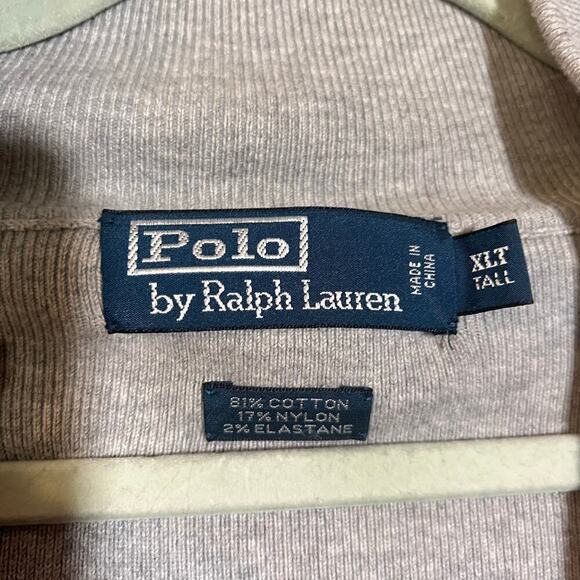 Polo
by Ralph Lauren
MADE IN
CHINA
XLT
TALL
81% COTTON
17% NYLON
2% ELASTANE